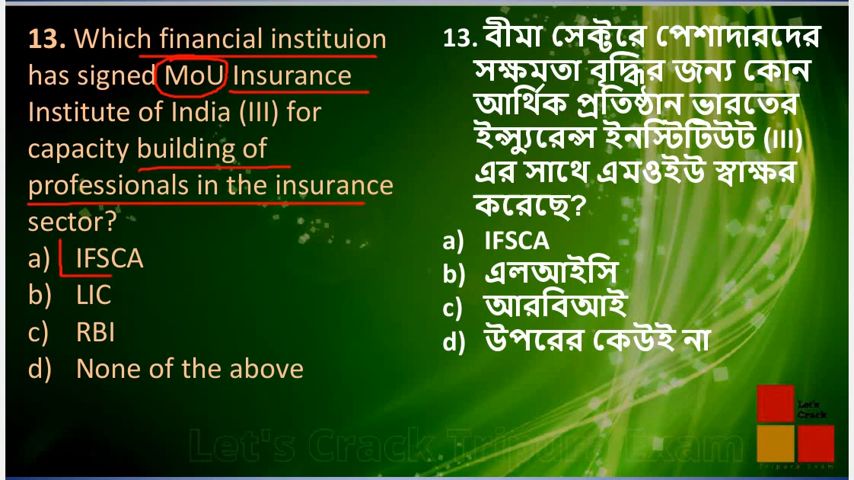 13. Which financial instituion
has signed MoU Insurance
Institute of India (III) for
capacity building of
professionals in the insurance
sector?
a) IFSCA
b) LIC
c) RBI
d) None of the above
13. বীমা সেক্টরে পেশাদারদের
সক্ষমতা বৃদ্ধির জন্য কোন
আর্থিক প্রতিষ্ঠান ভারতের
ইন্স্যুরেন্স ইনস্টিটিউট (III)
এর সাথে এমওইউ স্বাক্ষর
করেছে?
a) IFSCA
b) এলআইসি
c) আরবিআই
d) উপরের কেউই না
Let's
Crack
Tripura Exam
Let's Crack Tripura Exam